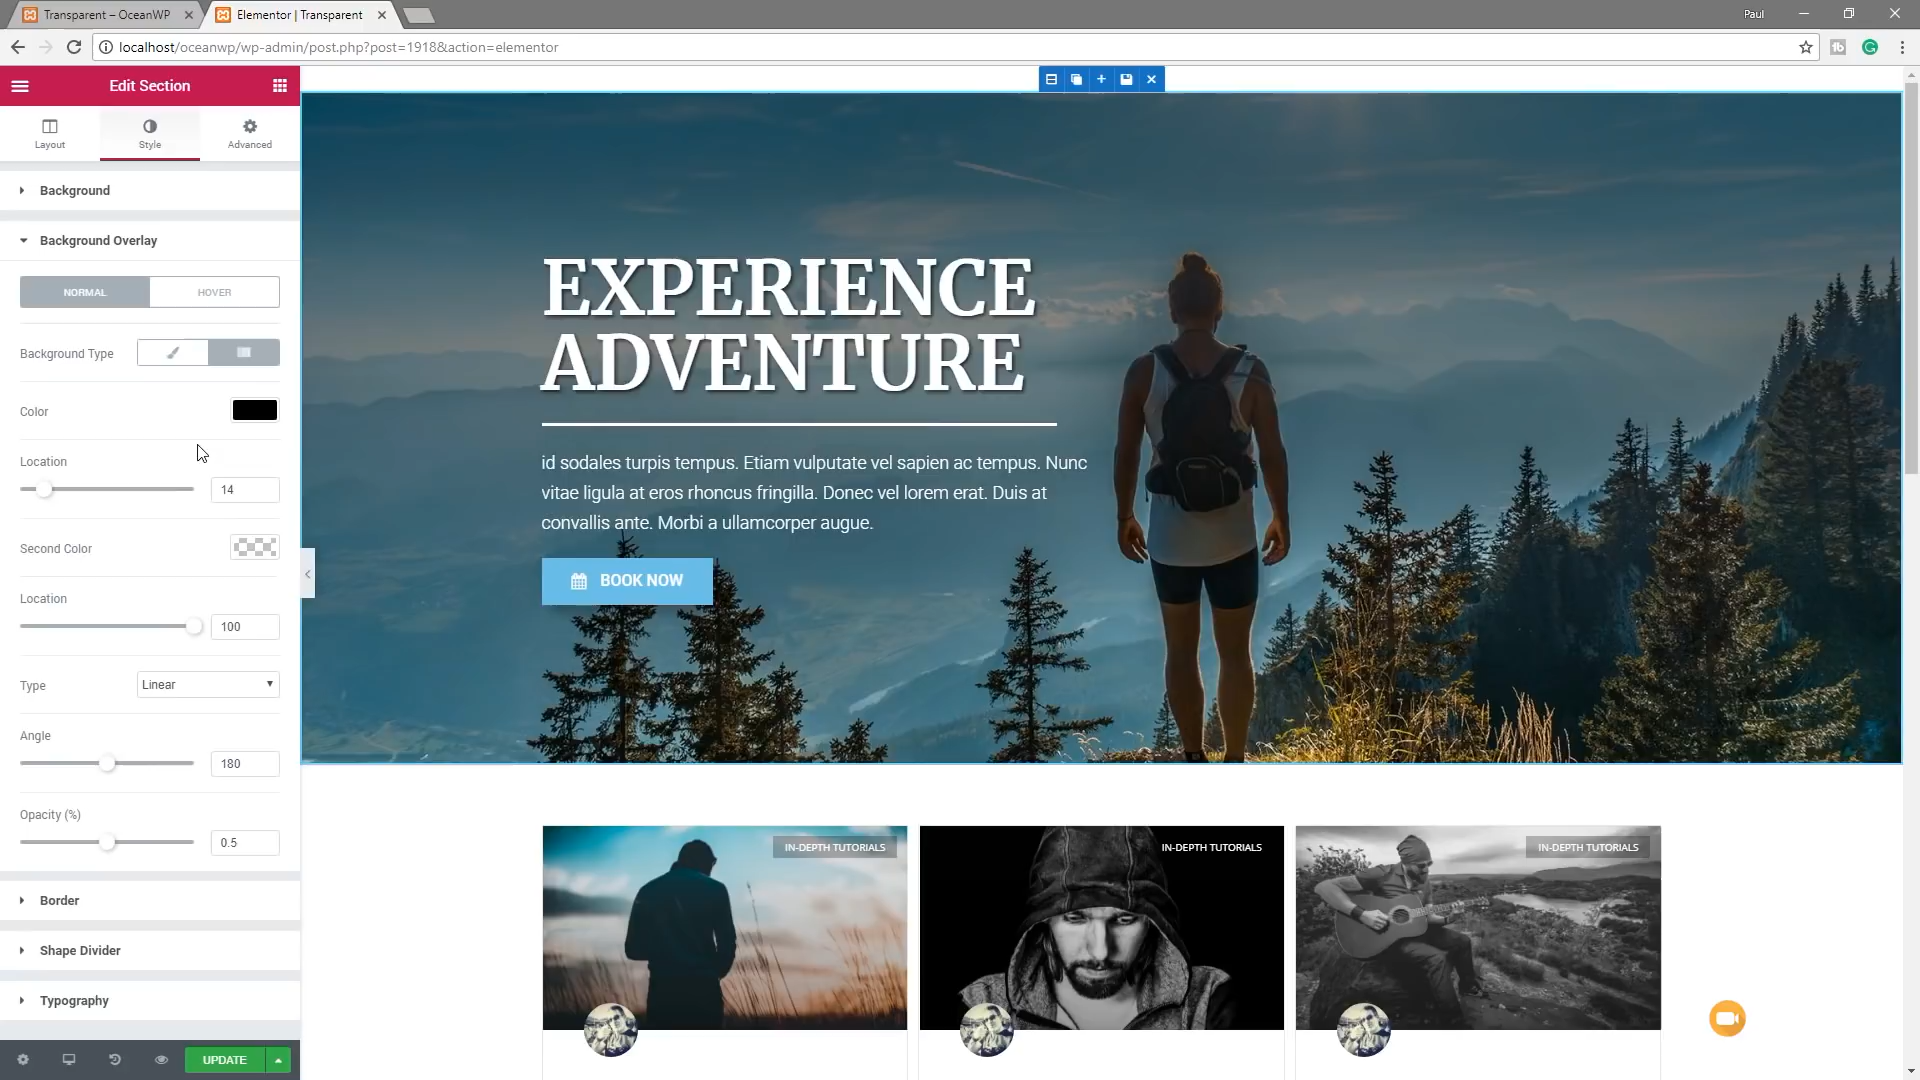 Transparent – OceanWP
Elementor | Transparent
Paul
localhost/oceanwp/wp-admin/post.php?post=1918&action=elementor
Edit Section
Layout
Style
Advanced
Background
Background Overlay
NORMAL
HOVER
Background Type
Color
Location
14
Second Color
Location
100
Type
Linear
Angle
180
Opacity (%)
0.5
Border
Shape Divider
Typography
UPDATE
EXPERIENCE
ADVENTURE
id sodales turpis tempus. Etiam vulputate vel sapien ac tempus. Nunc
vitae ligula at eros rhoncus fringilla. Donec vel lorem erat. Duis at
convallis ante. Morbi a ullamcorper augue.
BOOK NOW
IN-DEPTH TUTORIALS
IN-DEPTH TUTORIALS
IN-DEPTH TUTORIALS